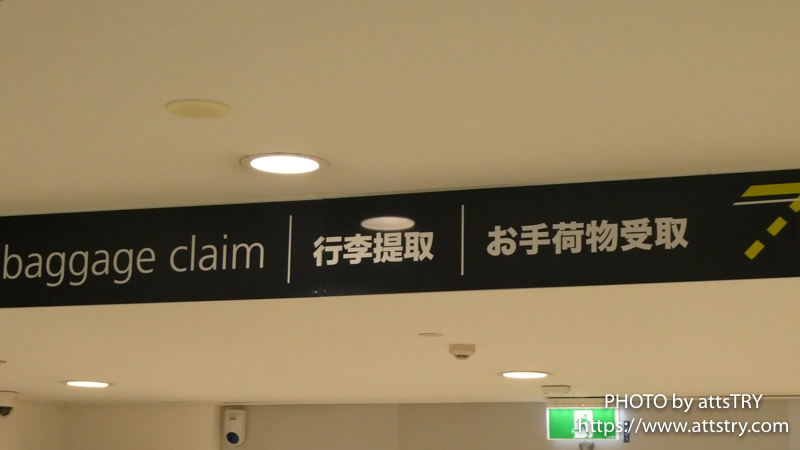 baggage claim | 行李提取 | お手荷物受取
PHOTO by attsTRY
https://www.attstry.com